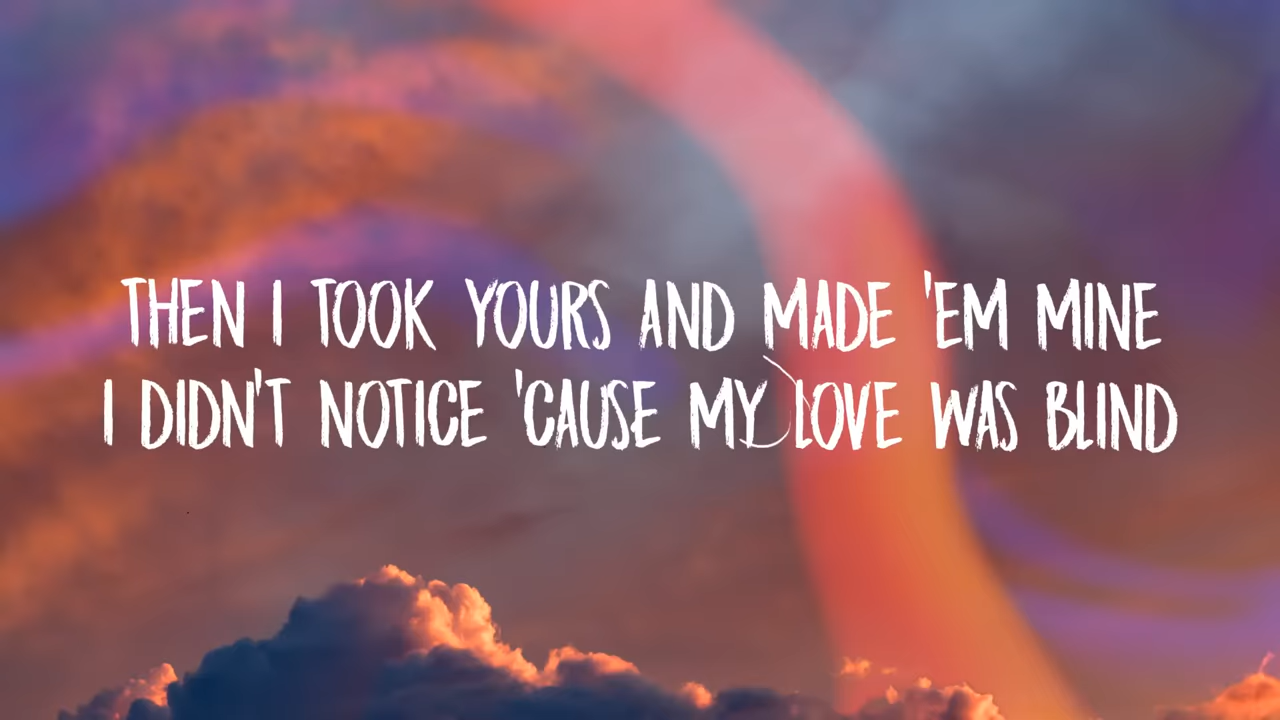 THEN I TOOK YOURS AND MADE 'EM MINE
I DIDN'T NOTICE 'CAUSE MY LOVE WAS BLIND